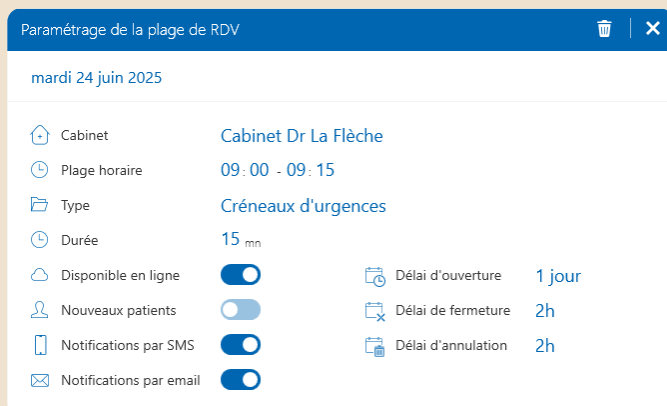 Paramétrage de la plage de RDV
mardi 24 juin 2025
Cabinet Cabinet Dr La Flèche
Plage horaire 09:00 - 09:15
Type Créneaux d'urgences
Durée 15 mn
Disponible en ligne Délai d'ouverture 1 jour
Nouveaux patients Délai de fermeture 2h
Notifications par SMS Délai d'annulation 2h
Notifications par email